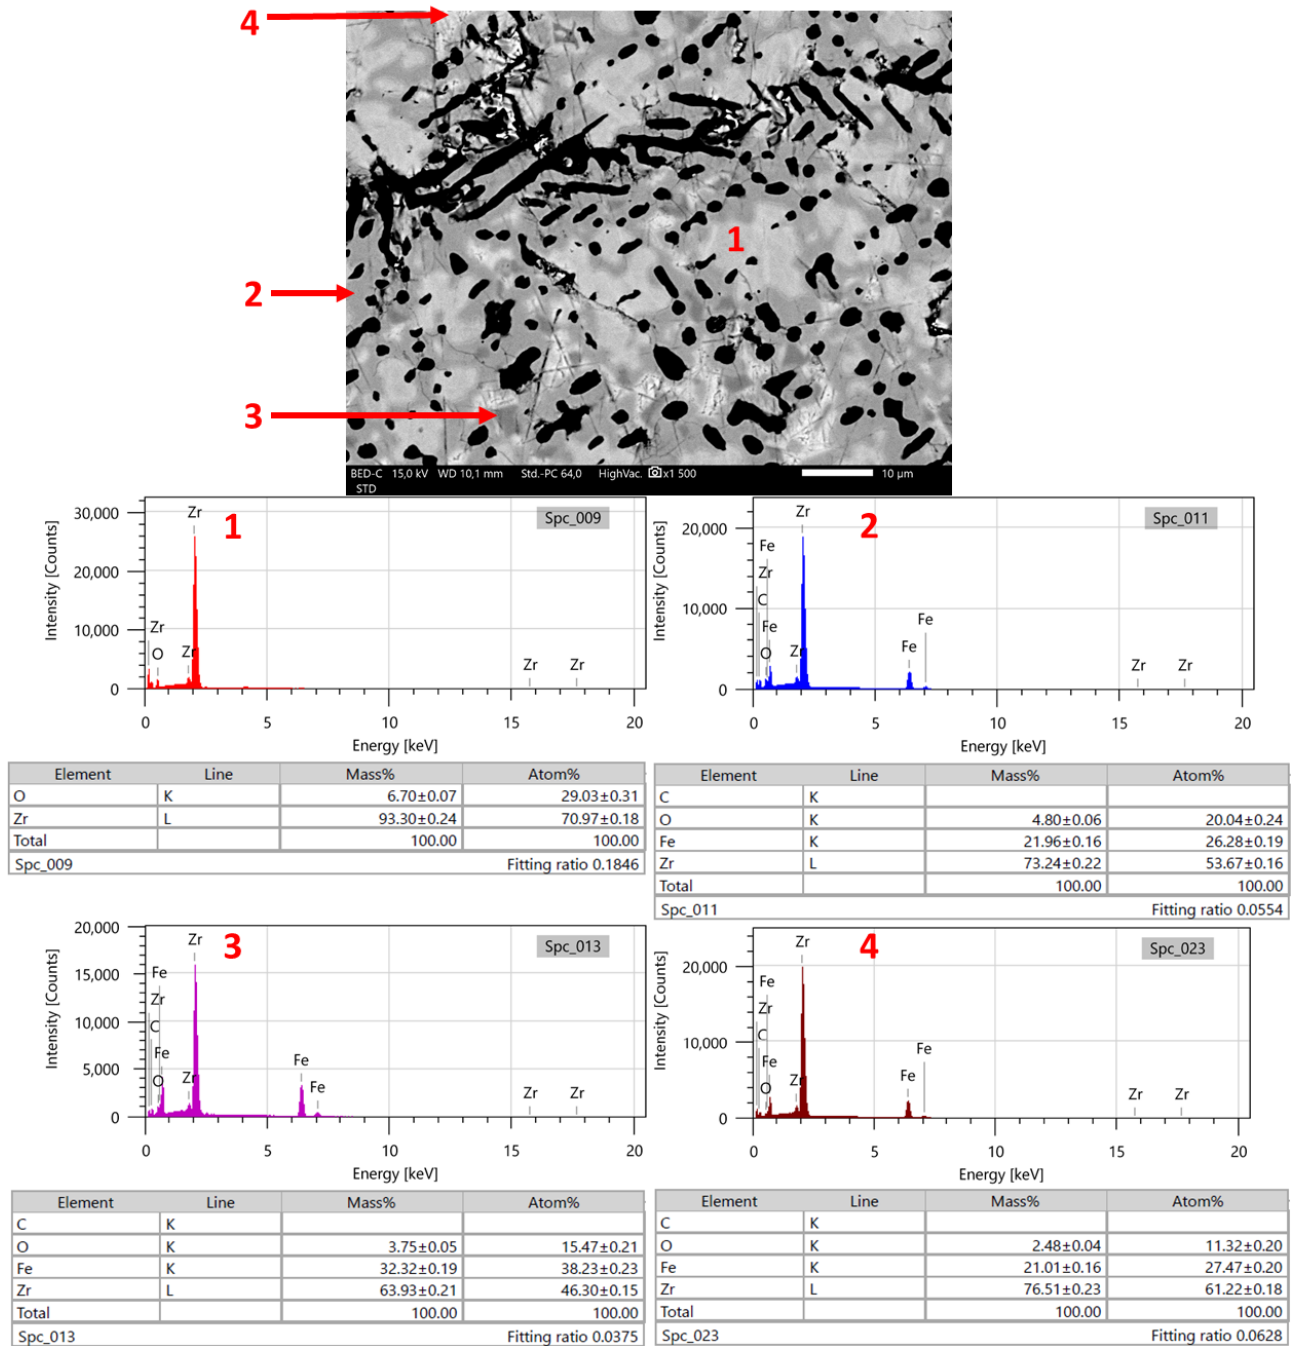 4
1
2
3
BED-C 15,0 kV WD 10,1 mm Std.-PC 64,0 HighVac. x1 500 10 µm
STD
30,000
20,000
10,000
0
Intensity [Counts]
Zr
1
Spc_009
Zr
O
Zr
Zr
Zr
0 5 10 15 20
Energy [keV]
20,000
10,000
0
Intensity [Counts]
Zr
2
Spc_011
Fe
Zr
C
Fe
O
Zr
Fe
Fe
Zr
Zr
0 5 10 15 20
Energy [keV]
Element Line Mass% Atom%
O K 6.70±0.07 29.03±0.31
Zr L 93.30±0.24 70.97±0.18
Total 100.00 100.00
Spc_009 Fitting ratio 0.1846
Element Line Mass% Atom%
C K
O K 4.80±0.06 20.04±0.24
Fe K 21.96±0.16 26.28±0.19
Zr L 73.24±0.22 53.67±0.16
Total 100.00 100.00
Spc_011 Fitting ratio 0.0554
20,000
15,000
10,000
5,000
0
Intensity [Counts]
Zr
3
Spc_013
Fe
Zr
C
Fe
O
Zr
Fe
Fe
Zr
Zr
0 5 10 15 20
Energy [keV]
20,000
10,000
0
Intensity [Counts]
Zr
4
Spc_023
Fe
Zr
C
Fe
O
Zr
Fe
Fe
Zr
Zr
0 5 10 15 20
Energy [keV]
Element Line Mass% Atom%
C K
O K 3.75±0.05 15.47±0.21
Fe K 32.32±0.19 38.23±0.23
Zr L 63.93±0.21 46.30±0.15
Total 100.00 100.00
Spc_013 Fitting ratio 0.0375
Element Line Mass% Atom%
C K
O K 2.48±0.04 11.32±0.20
Fe K 21.01±0.16 27.47±0.20
Zr L 76.51±0.23 61.22±0.18
Total 100.00 100.00
Spc_023 Fitting ratio 0.0628